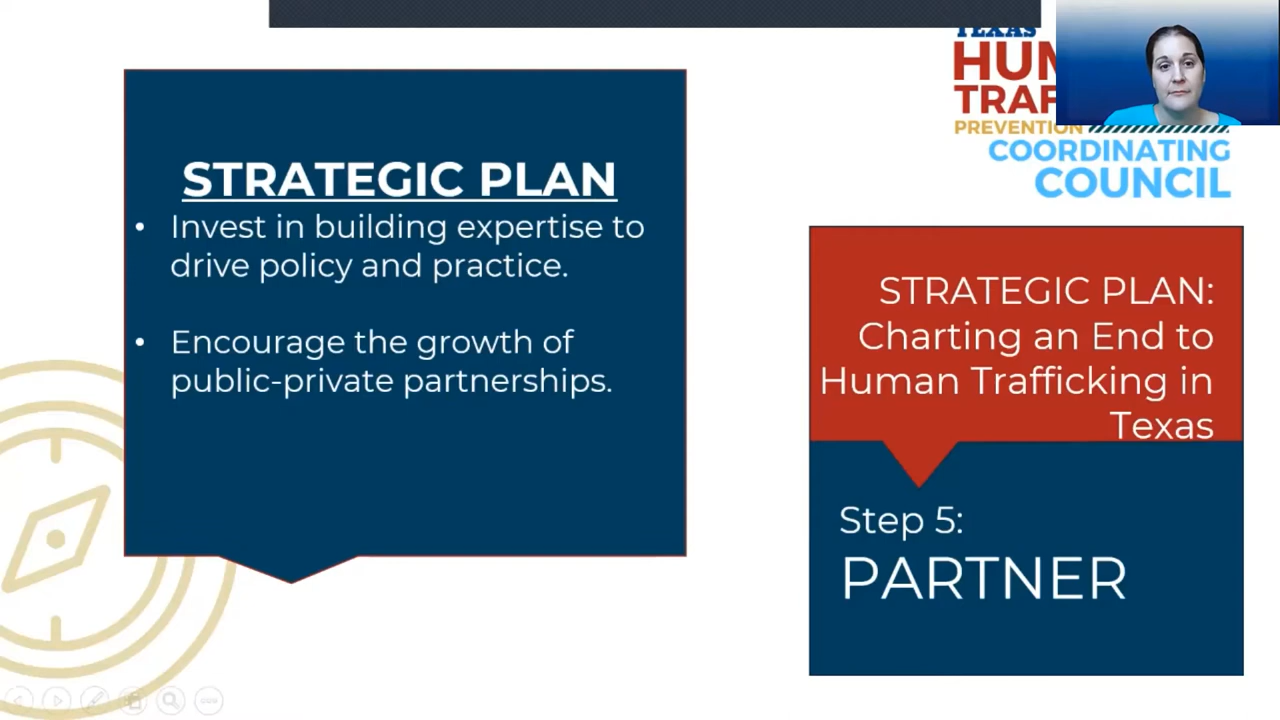 STRATEGIC PLAN
• Invest in building expertise to
drive policy and practice.
• Encourage the growth of
public-private partnerships.
TEXAS
PREVENTION
COORDINATING
COUNCIL
STRATEGIC PLAN:
Charting an End to
Human Trafficking in
Texas
Step 5:
PARTNER